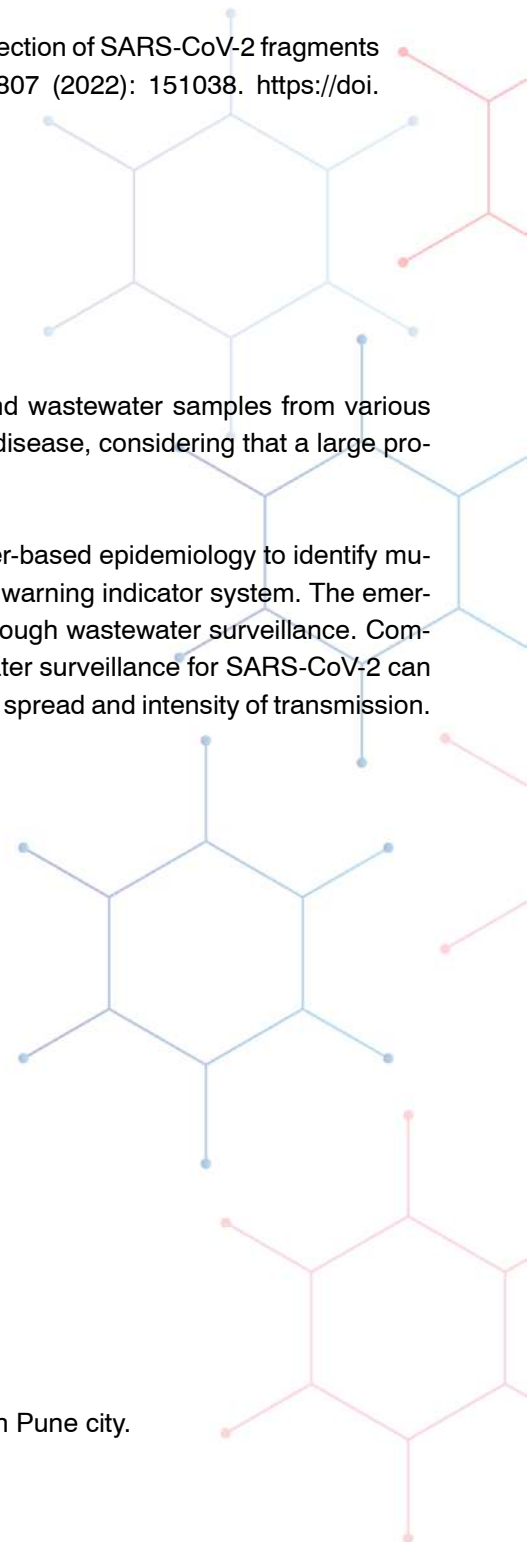 ection of SARS-CoV-2 fragments
807 (2022): 151038. https://doi.
nd wastewater samples from various
disease, considering that a large pro-
er-based epidemiology to identify mu-
warning indicator system. The emer-
ough wastewater surveillance. Com-
ater surveillance for SARS-CoV-2 can
spread and intensity of transmission.
n Pune city.